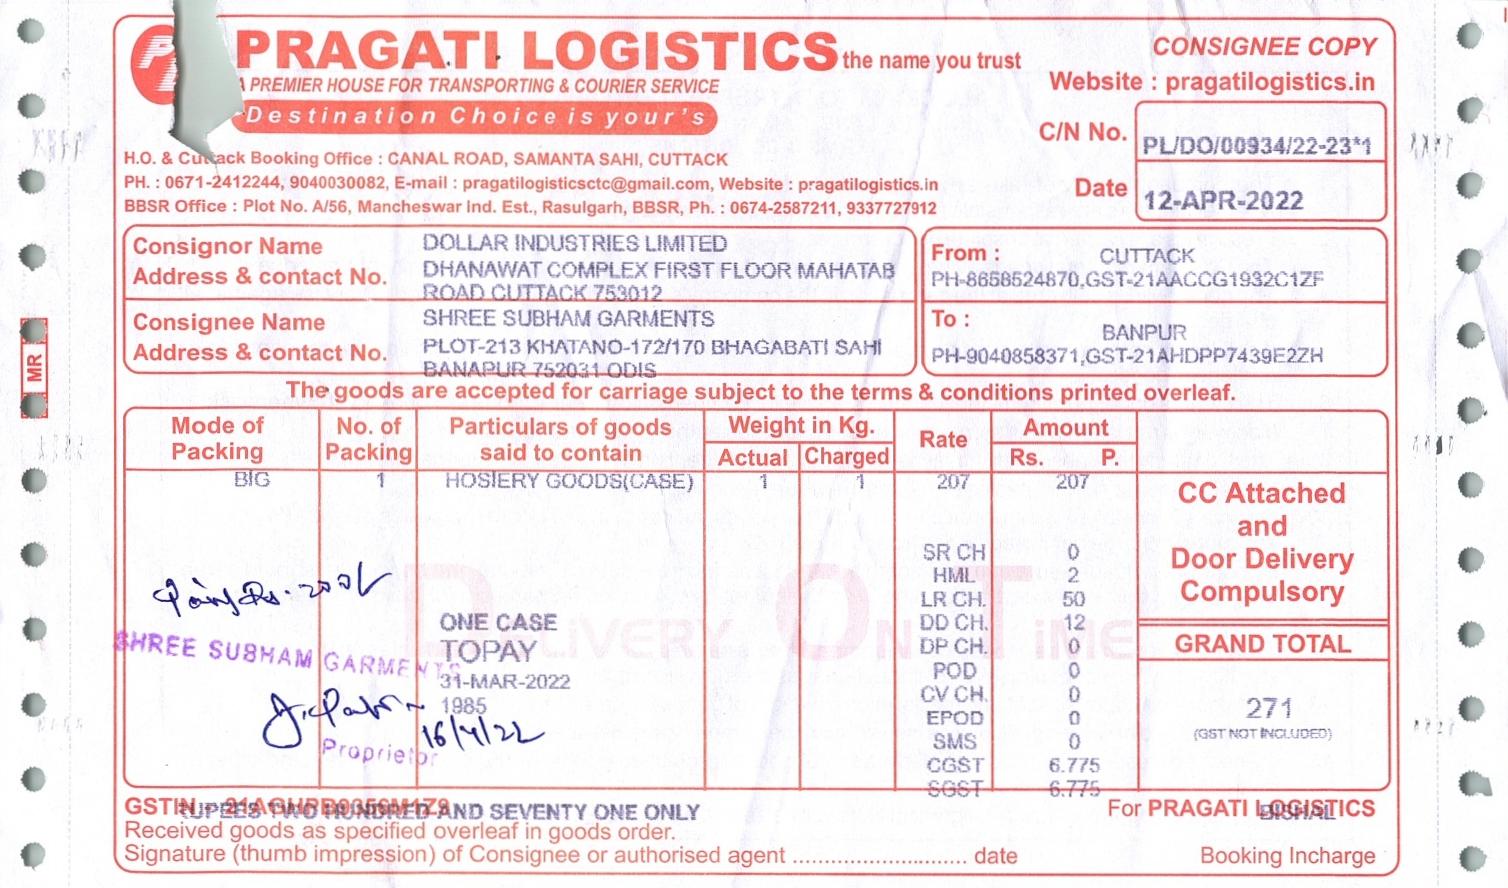 PRAGATI LOGISTICS the name you trust
A PREMIER HOUSE FOR TRANSPORTING & COURIER SERVICE
Destination Choice is your's
CONSIGNEE COPY
Website : pragatilogistics.in
C/N No. PL/DO/00934/22-23*1
Date 12-APR-2022
H.O. & Cuttack Booking Office : CANAL ROAD, SAMANTA SAHI, CUTTACK
PH. : 0671-2412244, 9040030082, E-mail : pragatilogisticsctc@gmail.com, Website : pragatilogistics.in
BBSR Office : Plot No. A/56, Mancheswar Ind. Est., Rasulgarh, BBSR, Ph. : 0674-2587211, 9337727912
Consignor Name DOLLAR INDUSTRIES LIMITED
Address & contact No. DHANAWAT COMPLEX FIRST FLOOR MAHATAB
ROAD CUTTACK 753012
From : CUTTACK
PH-8658524870,GST-21AACCG1932C1ZF
Consignee Name SHREE SUBHAM GARMENTS
Address & contact No. PLOT-213 KHATANO-172/170 BHAGABATI SAHI
BANAPUR 752031 ODIS
To : BANPUR
PH-9040858371,GST-21AHDPP7439E2ZH
The goods are accepted for carriage subject to the terms & conditions printed overleaf.
MR
Mode of Packing No. of Packing Particulars of goods said to contain Weight in Kg. Actual Charged Rate Amount Rs. P.
BIG 1 HOSIERY GOODS(CASE) 1 1 207 207
CC Attached
and
Door Delivery
Compulsory
SR CH 0
HML 2
LR CH. 50
DD CH. 12
DP CH. 0
POD 0
CV CH. 0
EPOD 0
SMS 0
CGST 6.775
SGST 6.775
GRAND TOTAL
271
(GST NOT INCLUDED)
DELIVERY ON TIME
ONE CASE
TOPAY
31-MAR-2022
1985
SHREE SUBHAM GARMENTS
16/4/22
Proprietor
GSTIN
RUPEES TWO HUNDRED AND SEVENTY ONE ONLY
For PRAGATI LOGISTICS
BISHAL
Received goods as specified overleaf in goods order.
Signature (thumb impression) of Consignee or authorised agent ............................ date
Booking Incharge